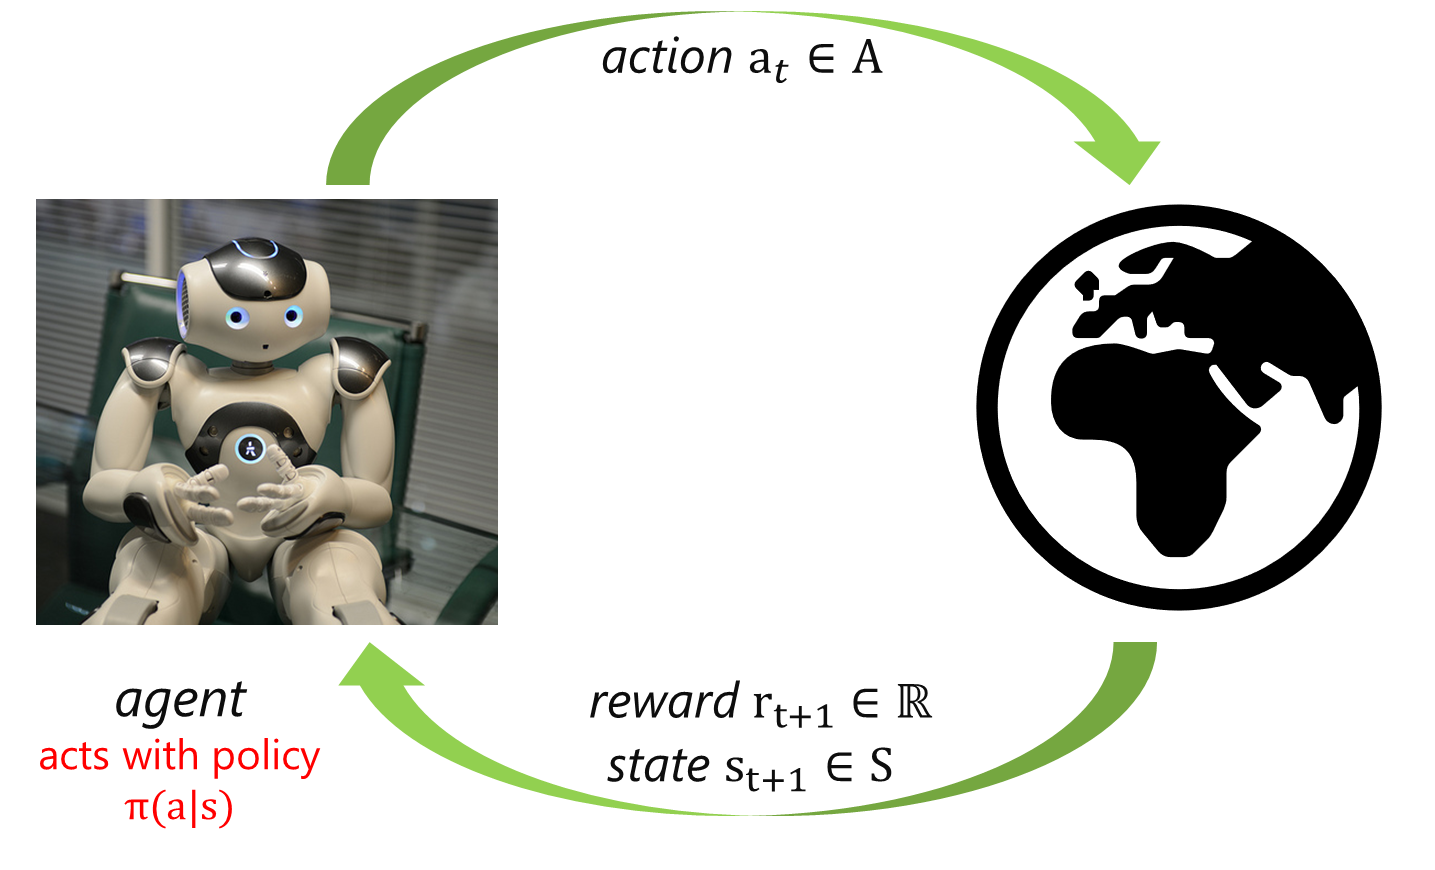 action aₜ ∈ A
agent
acts with policy
π(a|s)
reward rₜ₊₁ ∈ ℝ
state sₜ₊₁ ∈ S